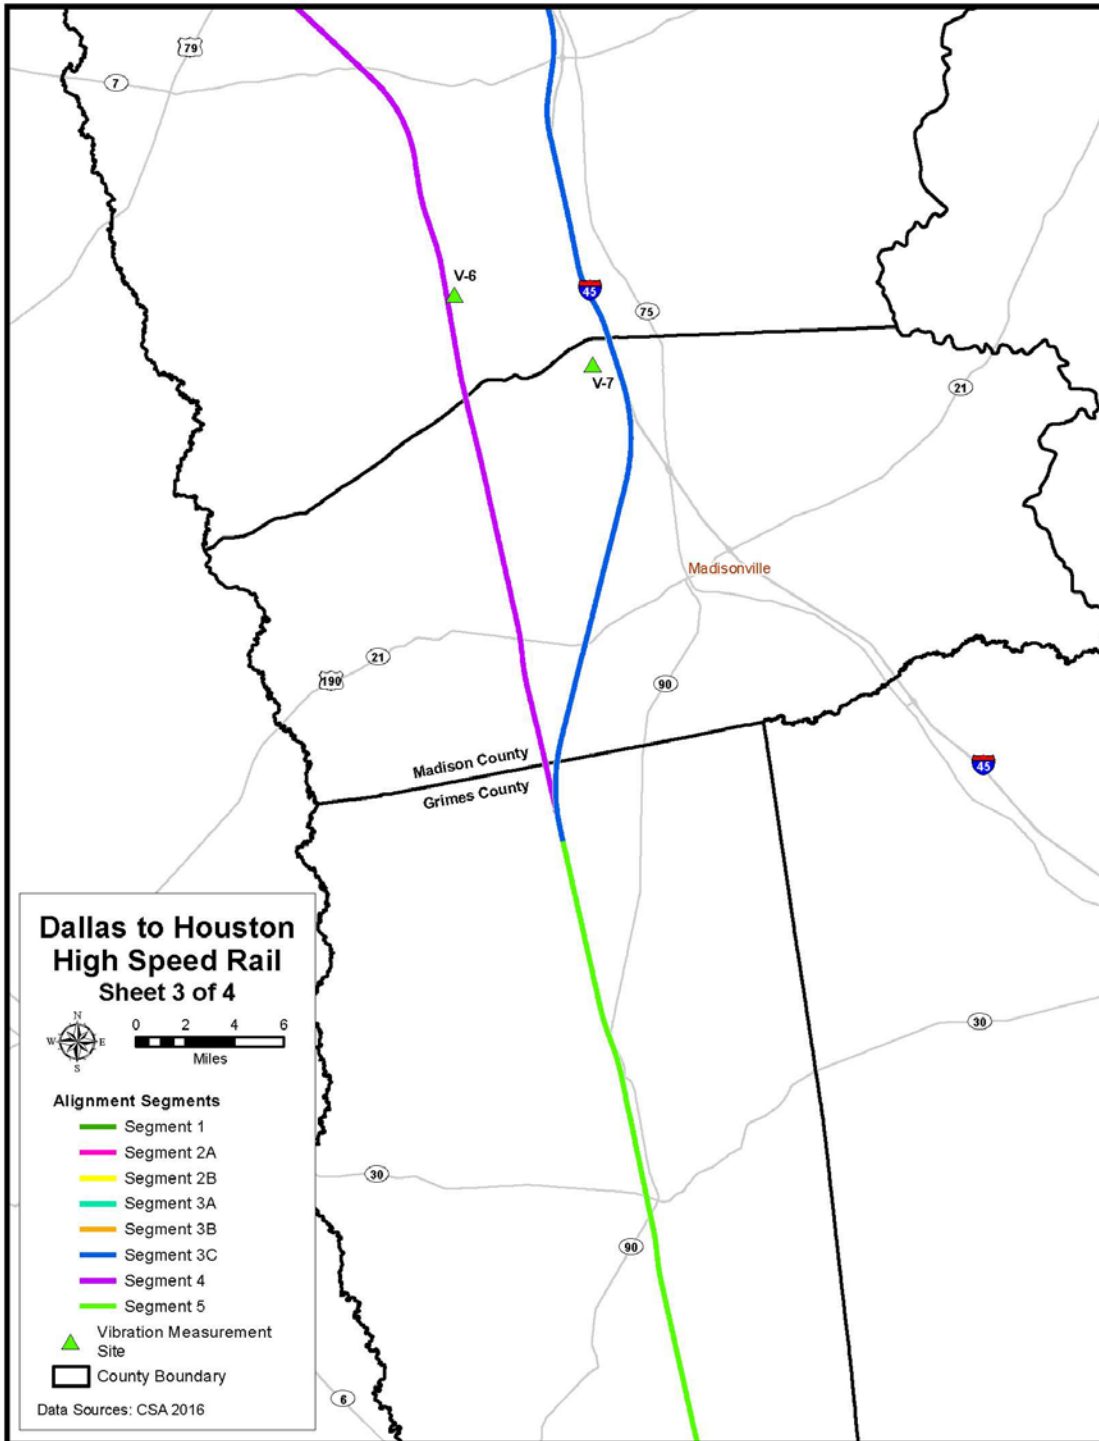 79
7
V-6
45
75
V-7
21
Madisonville
21
190
90
Madison County
Grimes County
45
Dallas to Houston
High Speed Rail
Sheet 3 of 4
N
W E
S
0 2 4 6
Miles
30
Alignment Segments
Segment 1
Segment 2A
Segment 2B
Segment 3A
Segment 3B
Segment 3C
Segment 4
Segment 5
Vibration Measurement
Site
County Boundary
Data Sources: CSA 2016
30
90
6